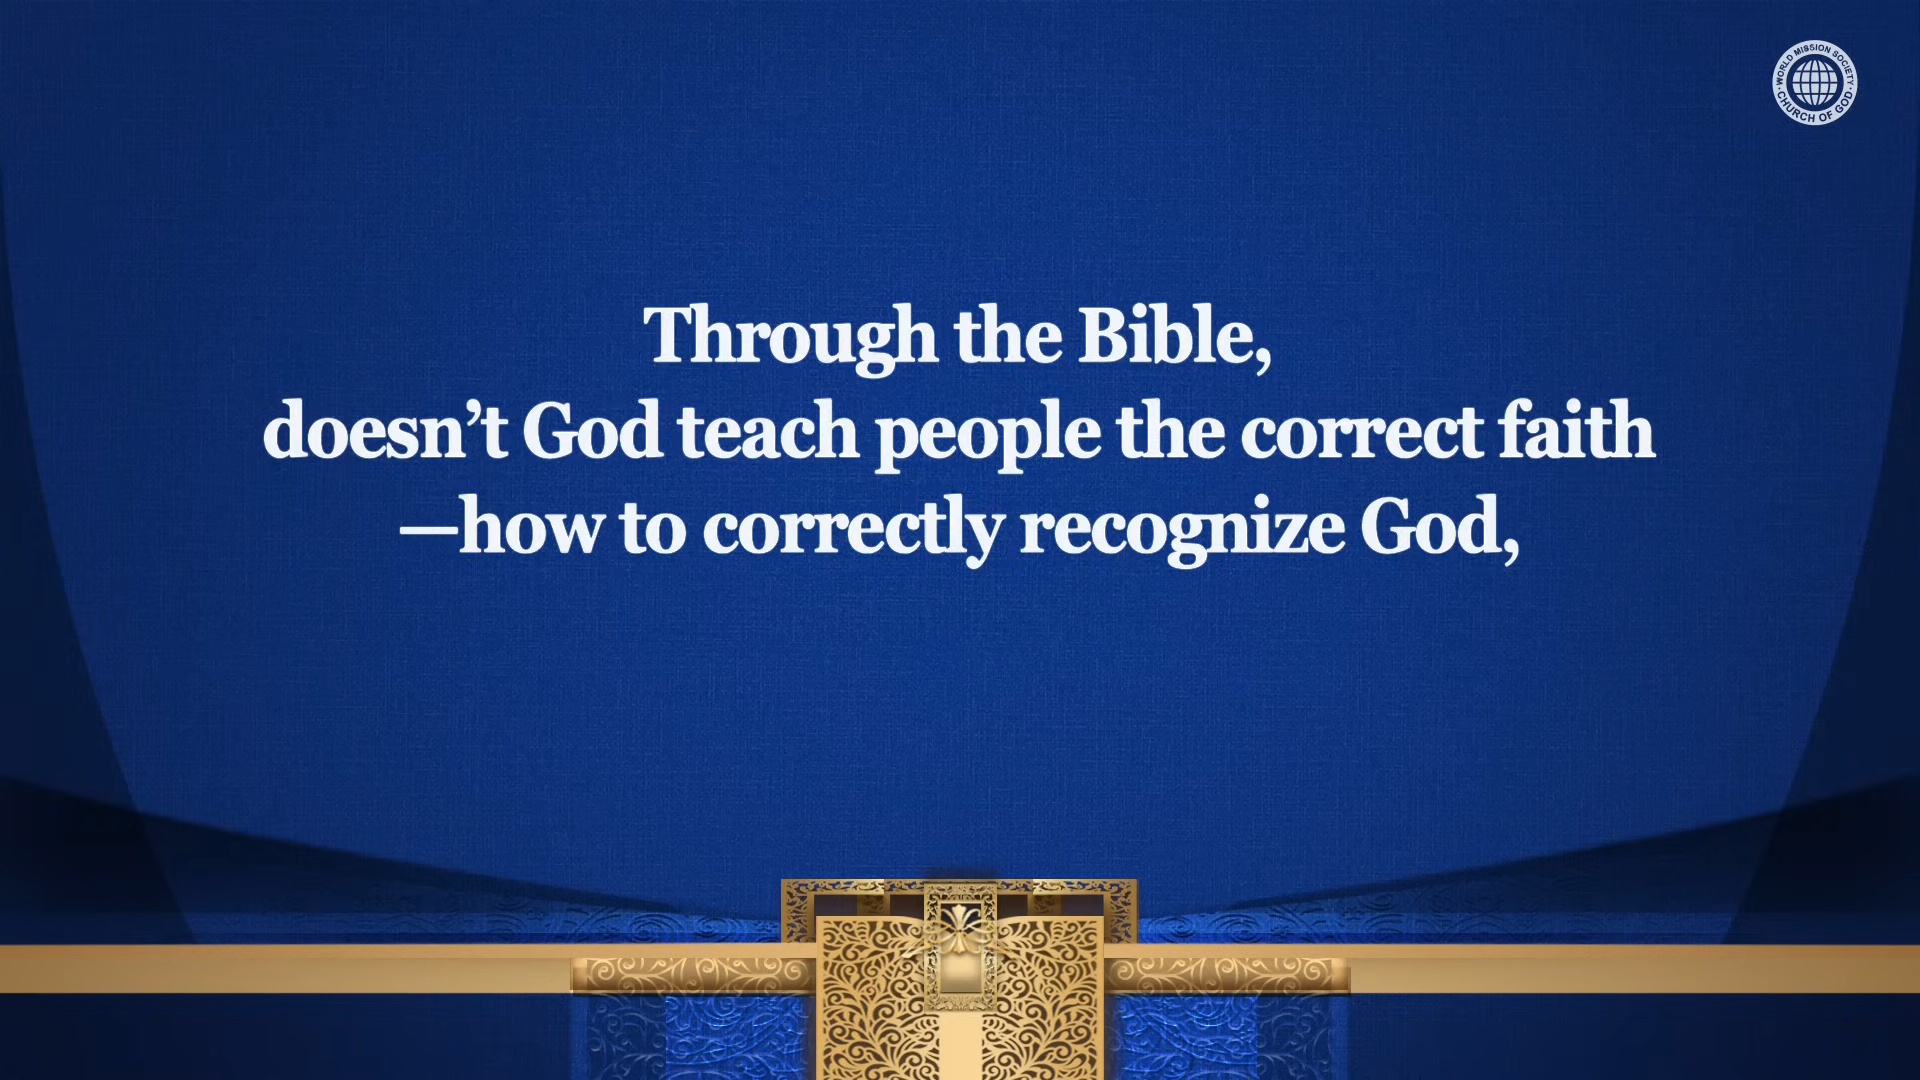 WORLD MISSION SOCIETY
CHURCH OF GOD
Through the Bible,
doesn’t God teach people the correct faith
—how to correctly recognize God,